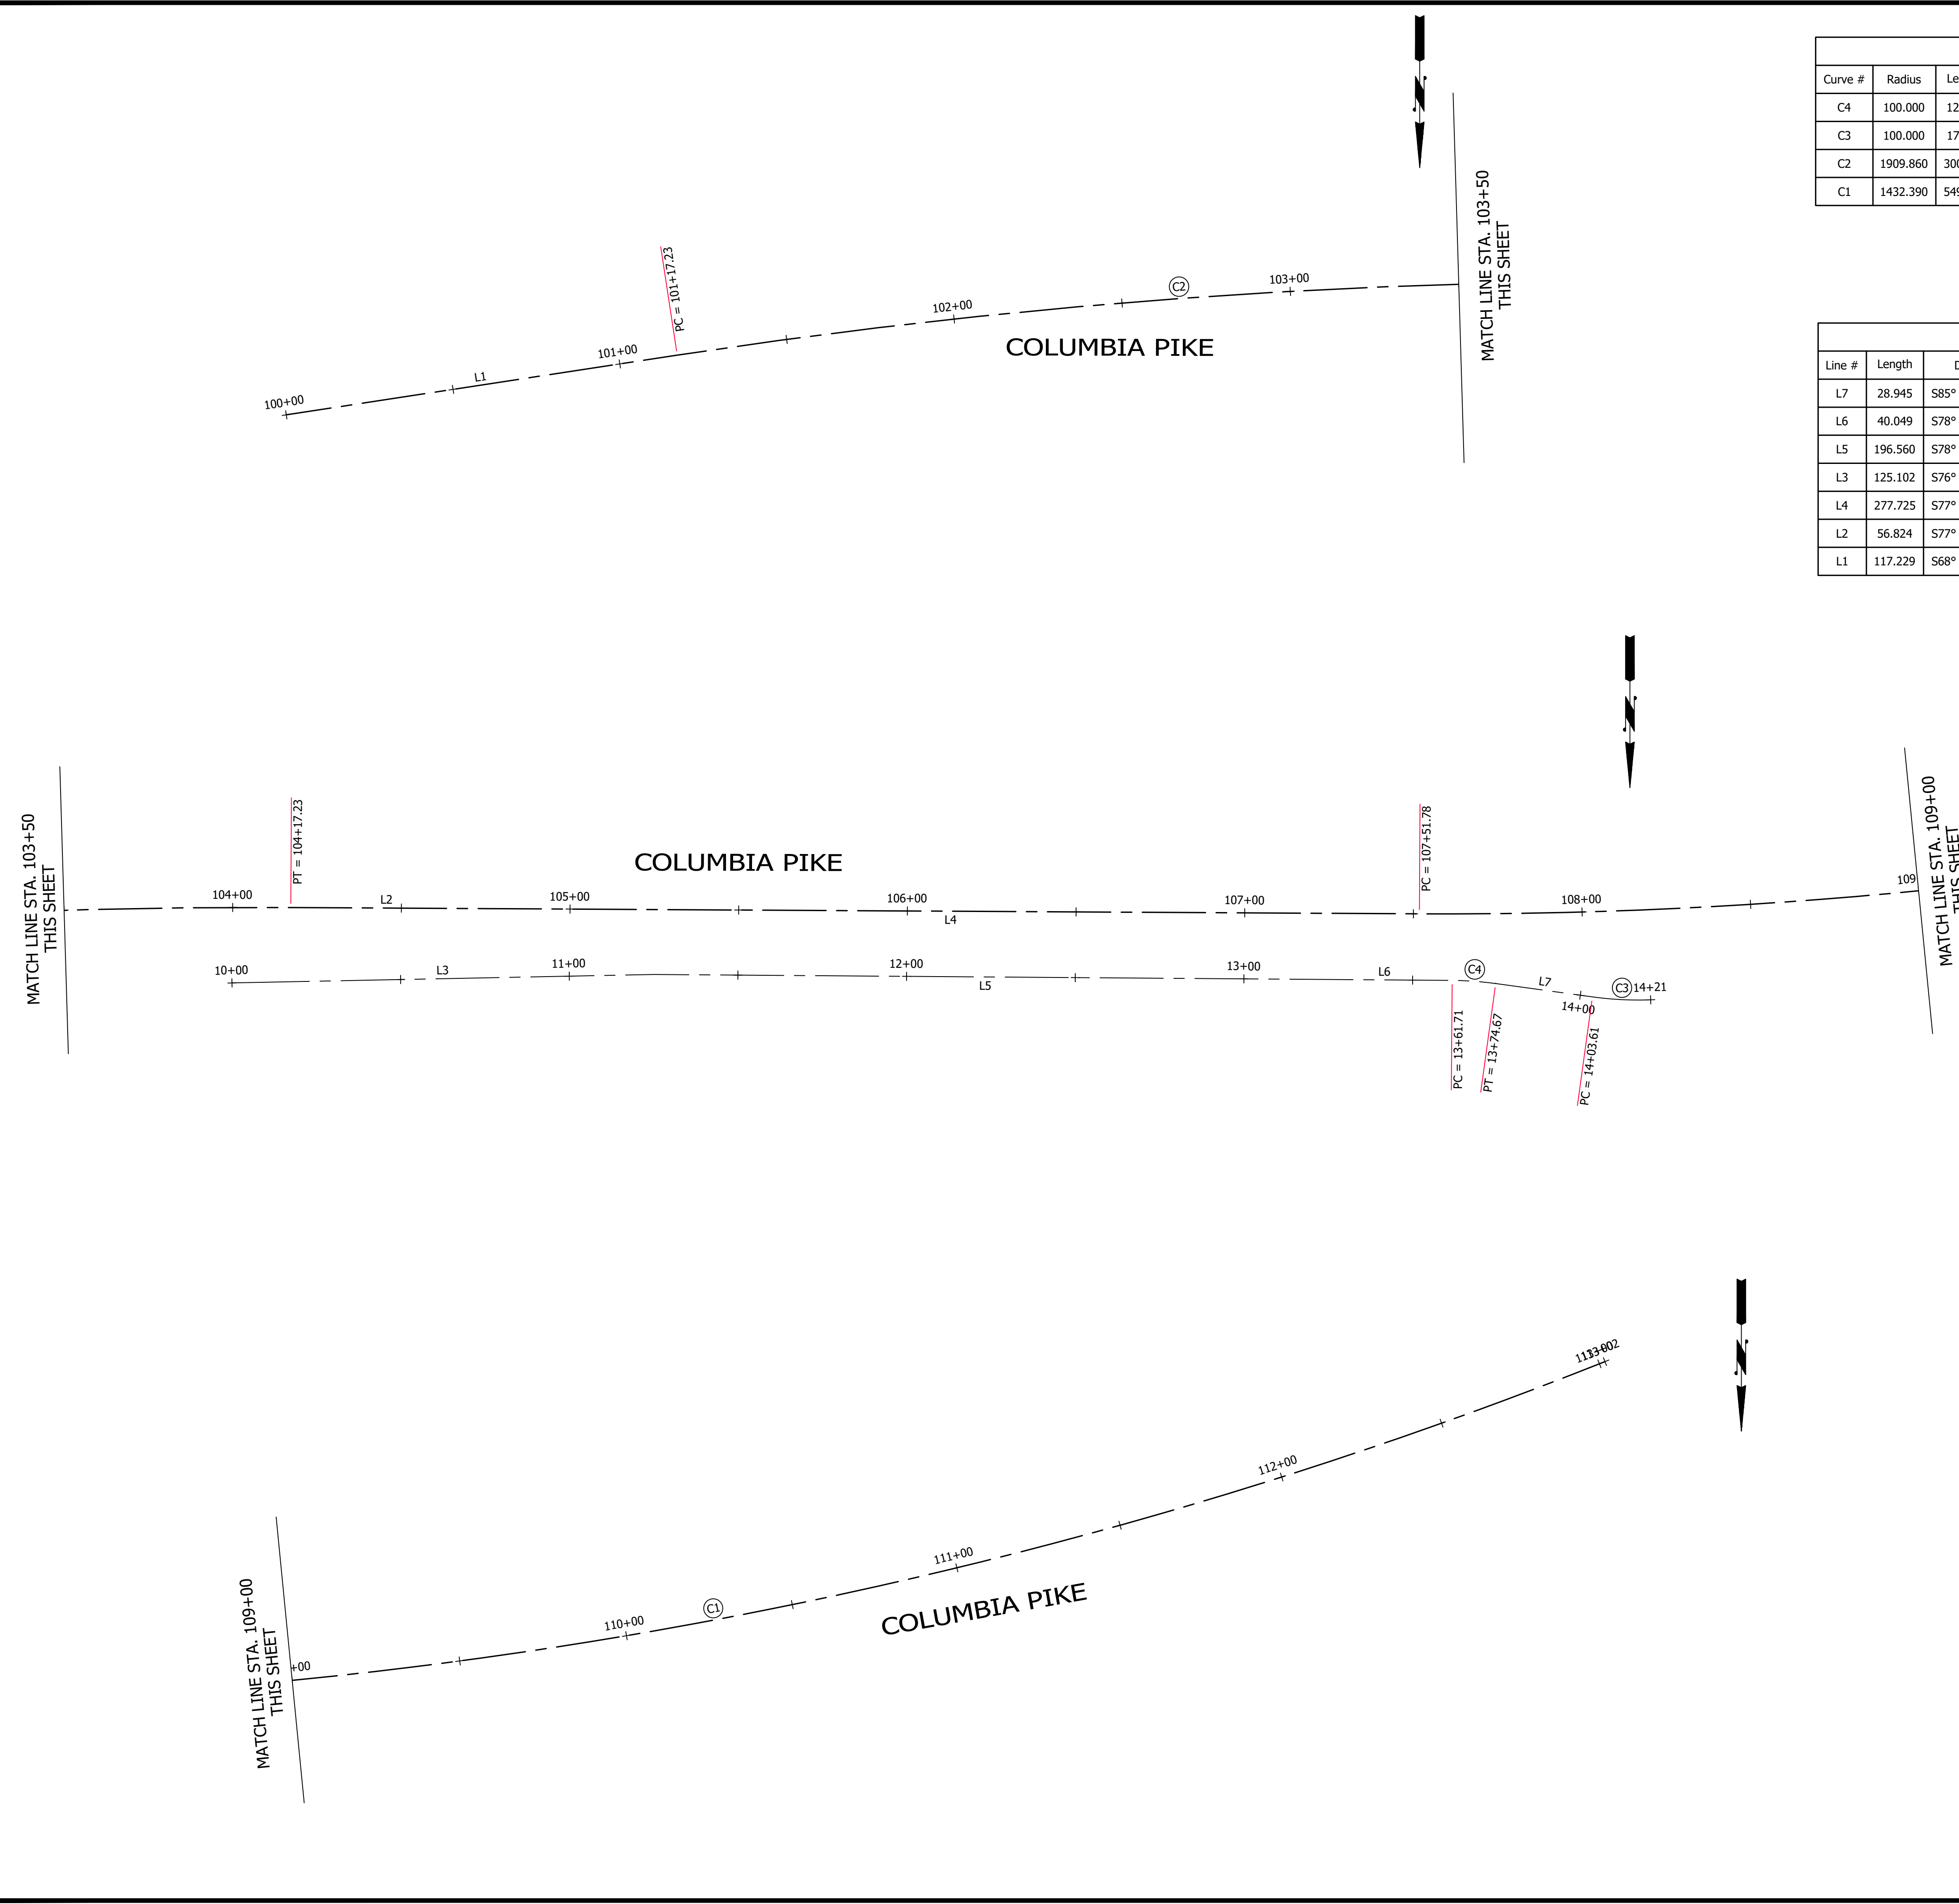 Curve # Radius
C4 100.000
C3 100.000
C2 1909.860
C1 1432.390
MATCH LINE STA. 103+50
THIS SHEET
PC = 101+17.23
100+00
L1
101+00
102+00
C2
103+00
COLUMBIA PIKE
Line # Length
L7 28.945 S85°
L6 40.049 S78°
L5 196.560 S78°
L3 125.102 S76°
L4 277.725 S77°
L2 56.824 S77°
L1 117.229 S68°
MATCH LINE STA. 103+50
THIS SHEET
PT = 104+17.23
COLUMBIA PIKE
PC = 107+51.78
104+00
L2
105+00
106+00
L4
107+00
108+00
109
MATCH LINE STA. 109+00
THIS SHEET
10+00
L3
11+00
12+00
L5
13+00
L6
C4
L7
14+00
C3 14+21
PC = 13+61.71
PT = 13+74.67
PC = 14+03.61
MATCH LINE STA. 109+00
THIS SHEET
+00
110+00
C1
111+00
112+00
COLUMBIA PIKE